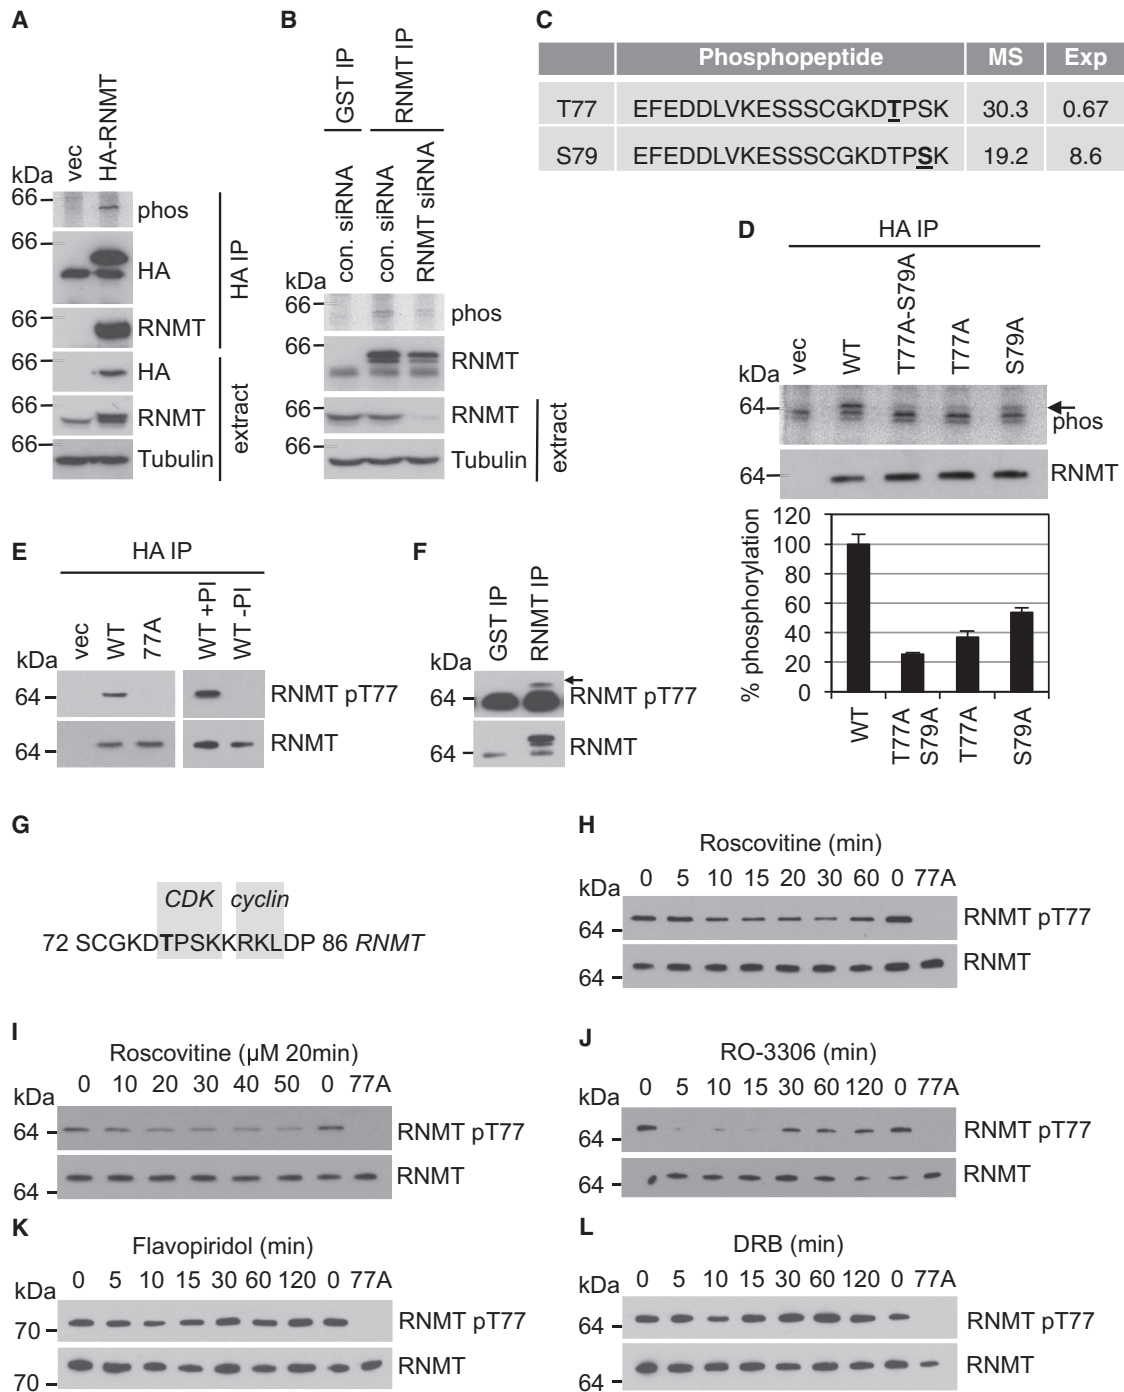 A
kDa
vec
HA-RNMT
66
phos
66
HA
66
RNMT
HA IP
66
HA
66
RNMT
66
Tubulin
extract
B
GST IP
RNMT IP
con. siRNA
con. siRNA
RNMT siRNA
kDa
66
phos
66
RNMT
66
RNMT
66
Tubulin
extract
C
Phosphopeptide MS Exp
T77 EFEDDLVKESSSCGKDTPSK 30.3 0.67
S79 EFEDDLVKESSSCGKDTPSK 19.2 8.6
D
HA IP
vec
WT
T77A-S79A
T77A
S79A
kDa
64
phos
64
RNMT
% phosphorylation
120
100
80
60
40
20
0
WT
T77A
S79A
T77A
S79A
E
HA IP
vec
WT
77A
WT +PI
WT -PI
kDa
64
RNMT pT77
64
RNMT
F
GST IP
RNMT IP
kDa
64
RNMT pT77
64
RNMT
G
CDK cyclin
72 SCGKDTPSKKRKLDP 86 RNMT
H
Roscovitine (min)
0 5 10 15 20 30 60 0 77A
kDa
64
RNMT pT77
64
RNMT
I
Roscovitine (µM 20min)
0 10 20 30 40 50 0 77A
kDa
64
RNMT pT77
64
RNMT
J
RO-3306 (min)
0 5 10 15 30 60 120 0 77A
kDa
64
RNMT pT77
64
RNMT
K
Flavopiridol (min)
0 5 10 15 30 60 120 0 77A
kDa
70
RNMT pT77
70
RNMT
L
DRB (min)
0 5 10 15 30 60 120 0 77A
kDa
64
RNMT pT77
64
RNMT